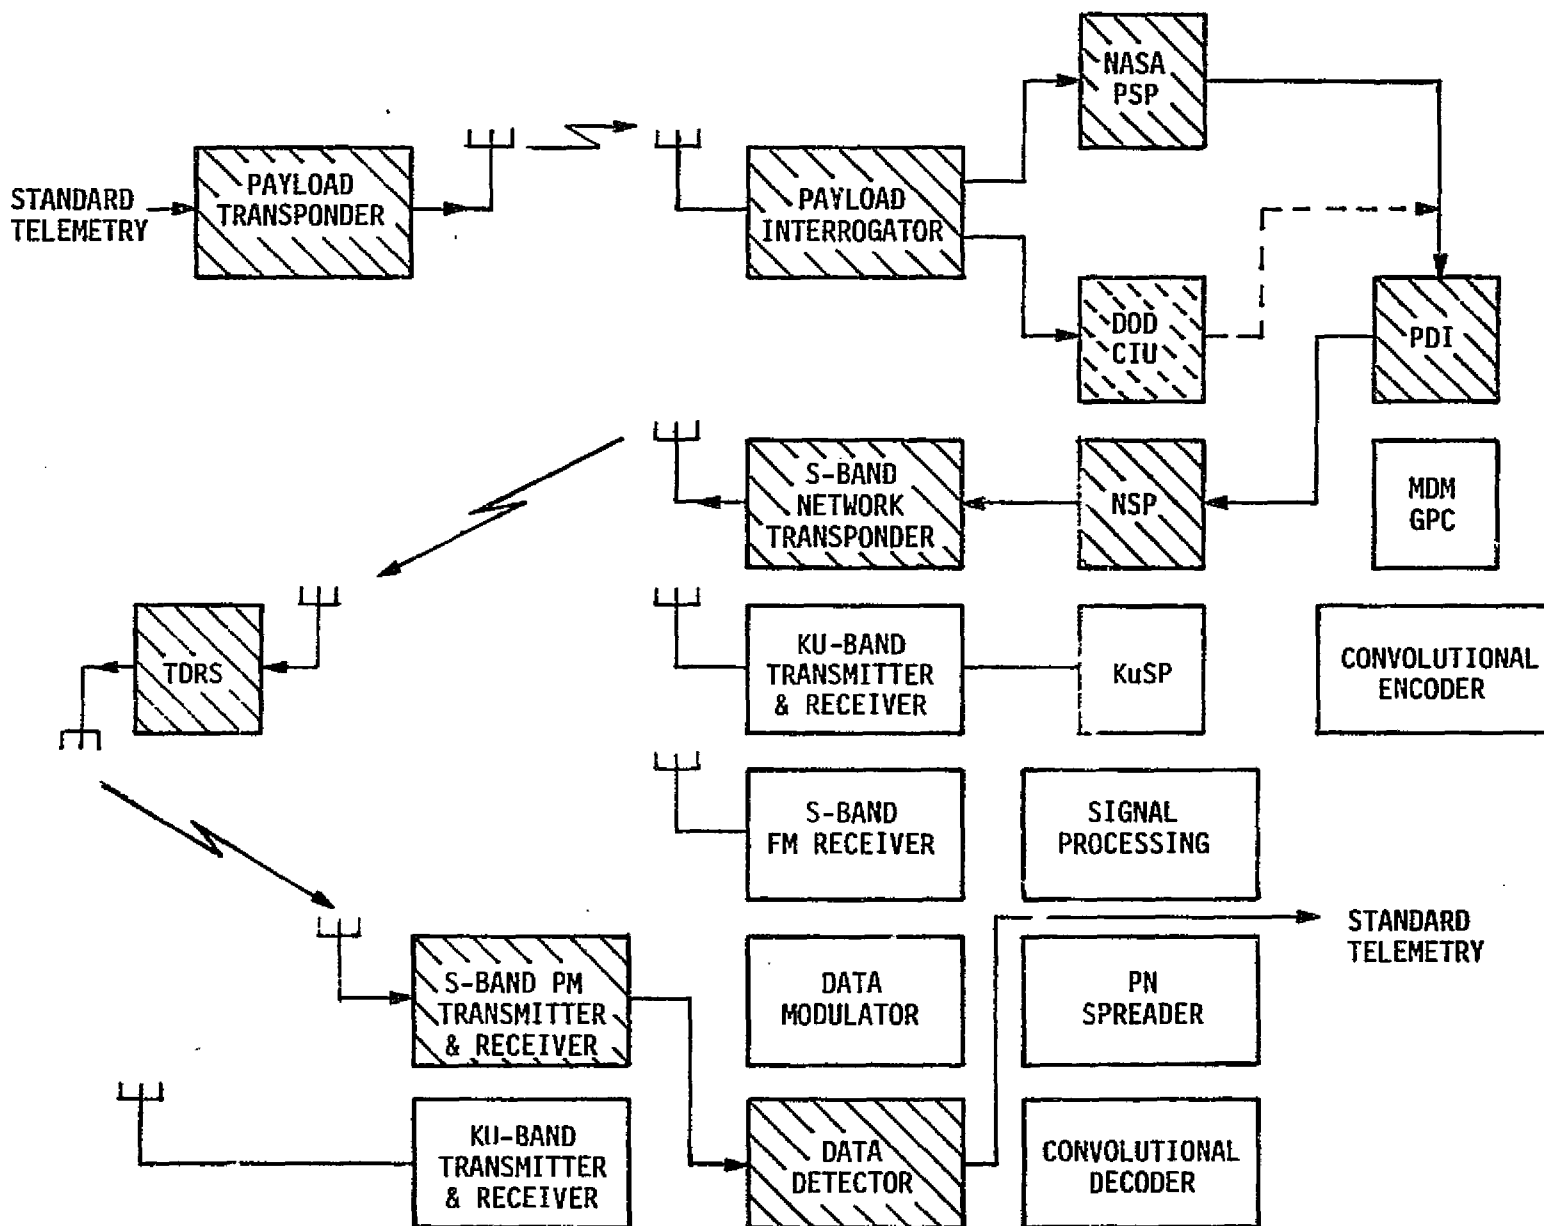 NASA
PSP
STANDARD
TELEMETRY
PAYLOAD
TRANSPONDER
PAYLOAD
INTERROGATOR
DOD
CIU
PDI
S-BAND
NETWORK
TRANSPONDER
NSP
MDM
GPC
TDRS
KU-BAND
TRANSMITTER
& RECEIVER
KuSP
CONVOLUTIONAL
ENCODER
S-BAND
FM RECEIVER
SIGNAL
PROCESSING
STANDARD
TELEMETRY
S-BAND PM
TRANSMITTER
& RECEIVER
DATA
MODULATOR
PN
SPREADER
KU-BAND
TRANSMITTER
& RECEIVER
DATA
DETECTOR
CONVOLUTIONAL
DECODER